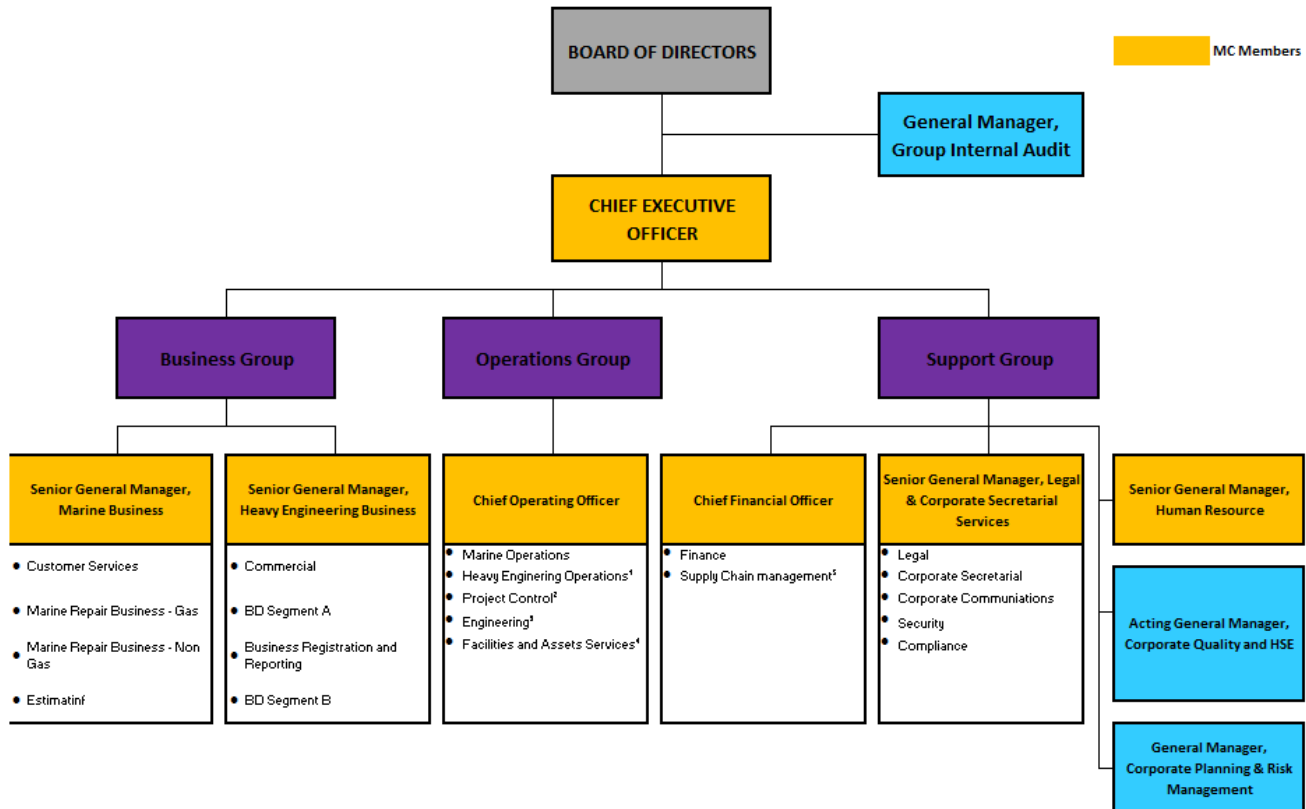 BOARD OF DIRECTORS
MC Members
General Manager,
Group Internal Audit
CHIEF EXECUTIVE
OFFICER
Business Group
Operations Group
Support Group
Senior General Manager,
Marine Business
• Customer Services
• Marine Repair Business - Gas
• Marine Repair Business - Non
Gas
• Estimatinf
Senior General Manager,
Heavy Engineering Business
• Commercial
• BD Segment A
• Business Registration and
Reporting
• BD Segment B
Chief Operating Officer
• Marine Operations
• Heavy Enginering Operations¹
• Project Control²
• Engineering³
• Facilities and Assets Services⁴
Chief Financial Officer
• Finance
• Supply Chain management⁵
Senior General Manager, Legal
& Corporate Secretarial
Services
• Legal
• Corporate Secretarial
• Corporate Communiations
• Security
• Compliance
Senior General Manager,
Human Resource
Acting General Manager,
Corporate Quality and HSE
General Manager,
Corporate Planning & Risk
Management